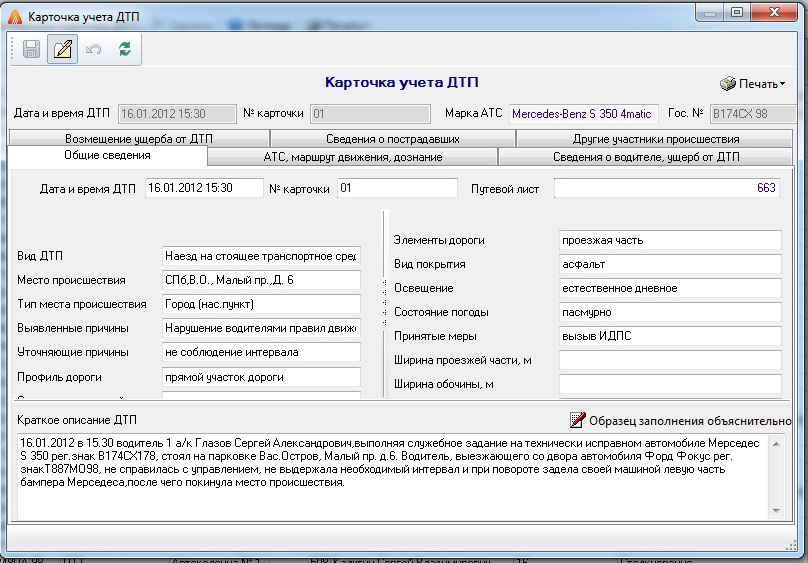 Карточка учета ДТП
Карточка учета ДТП
Печать
Дата и время ДТП 16.01.2012 15:30 № карточки 01 Марка АТС Mercedes-Benz S 350 4matic Гос. № В174СХ 98
Возмещение ущерба от ДТП Сведения о пострадавших Другие участники происшествия
Общие сведения АТС, маршрут движения, дознание Сведения о водителе, ущерб от ДТП
Дата и время ДТП 16.01.2012 15:30 № карточки 01 Путевой лист 663
Вид ДТП Наезд на стоящее транспортное сред
Место происшествия СПб,В.О., Малый пр.,Д. 6
Тип места происшествия Город (нас.пункт)
Выявленные причины Нарушение водителями правил движ
Уточняющие причины не соблюдение интервала
Профиль дороги прямой участок дороги
Элементы дороги проезжая часть
Вид покрытия асфальт
Освещение естественное дневное
Состояние погоды пасмурно
Принятые меры вызыв ИДПС
Ширина проезжей части, м
Ширина обочины, м
Краткое описание ДТП
Образец заполнения объяснительно
16.01.2012 в 15.30 водитель 1 а/к Глазов Сергей Александрович,выполняя служебное задание на технически исправном автомобиле Мерседес
S 350 рег.знак В174СХ178, стоял на парковке Вас.Остров, Малый пр. д.6. Водитель, выезжающего со двора автомобиля Форд Фокус рег.
знакТ887МО98, не справилась с управлением, не выдержала необходимый интервал и при повороте задела своей машиной левую часть
бампера Мерседеса,после чего покинула место происшествия.